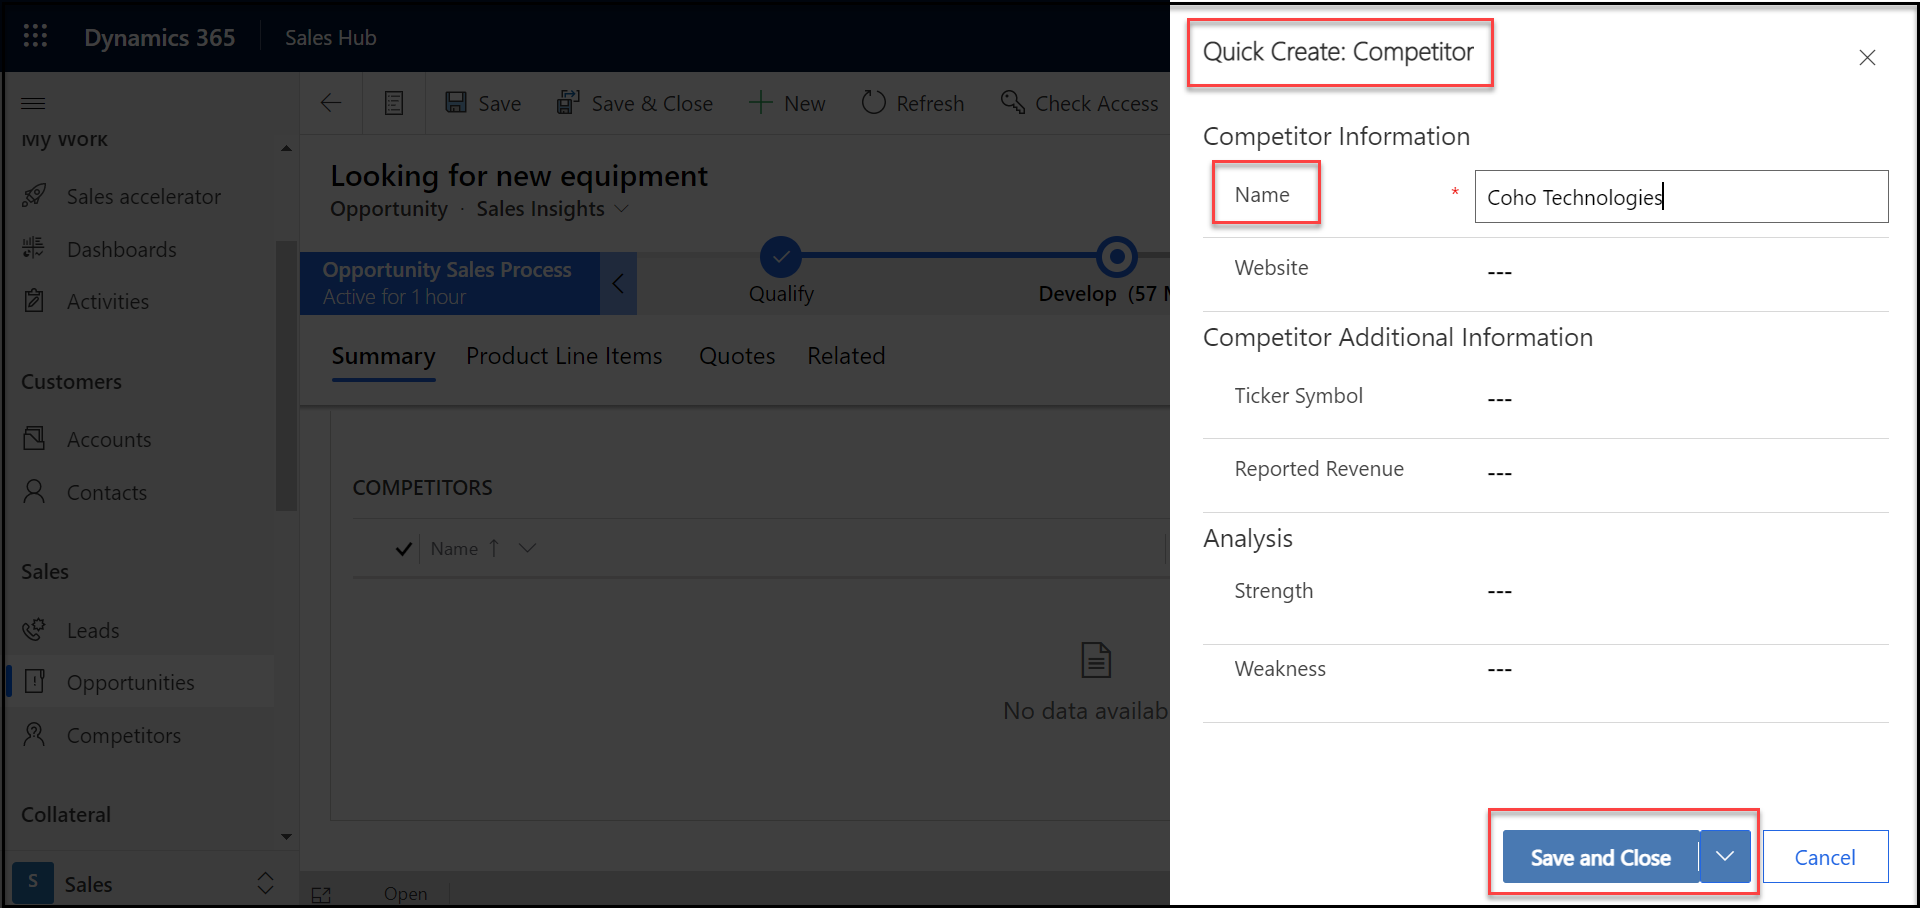 Dynamics 365
Sales Hub
My Work
Sales accelerator
Dashboards
Activities
Customers
Accounts
Contacts
Sales
Leads
Opportunities
Competitors
Collateral
S
Sales
Save
Save & Close
New
Refresh
Check Access
Looking for new equipment
Opportunity · Sales Insights
Opportunity Sales Process
Active for 1 hour
Qualify
Develop (57 M
Summary
Product Line Items
Quotes
Related
COMPETITORS
Name ↑
No data availab
Open
Quick Create: Competitor
Competitor Information
Name * Coho Technologies
Website ---
Competitor Additional Information
Ticker Symbol ---
Reported Revenue ---
Analysis
Strength ---
Weakness ---
Save and Close
Cancel